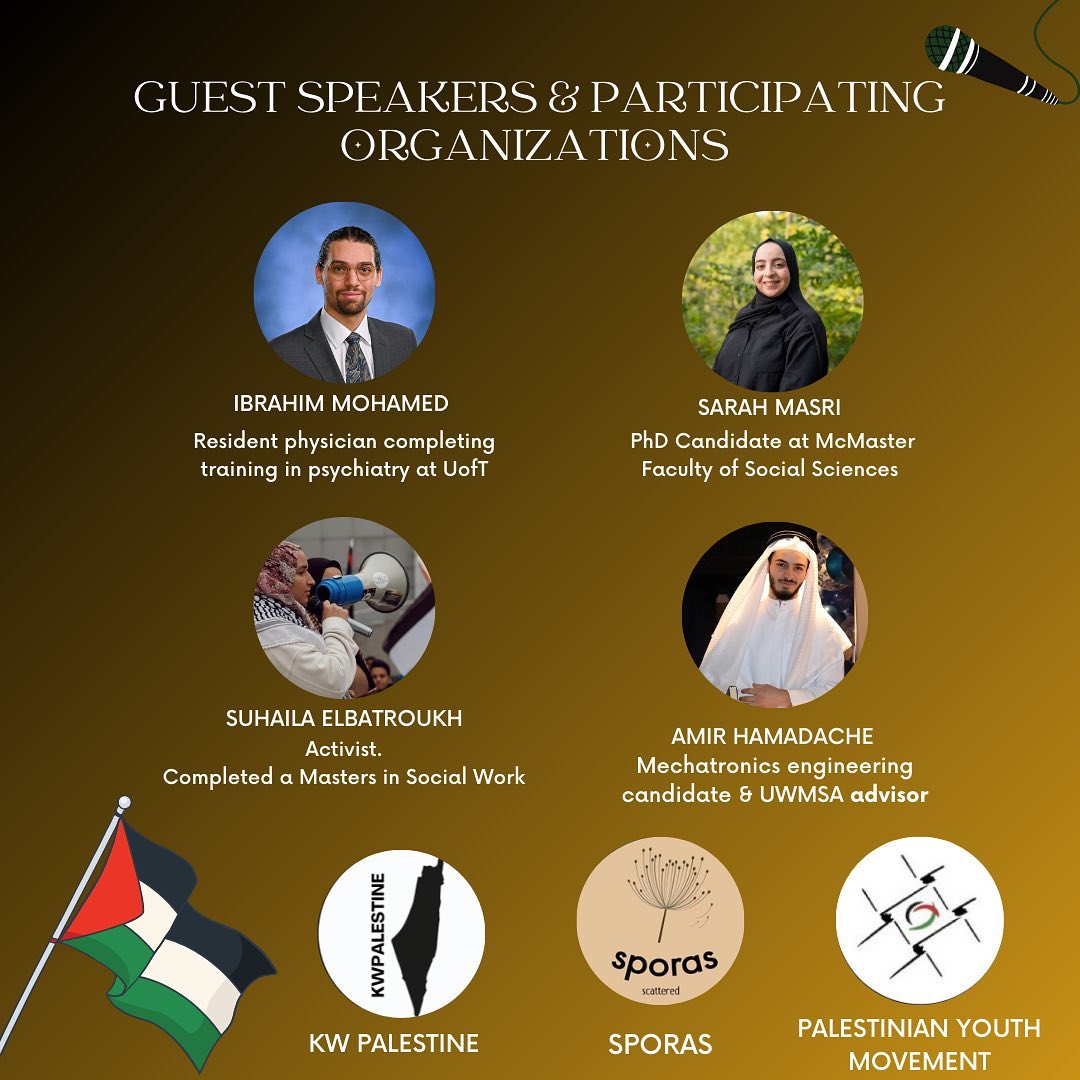 GUEST SPEAKERS & PARTICIPATING
ORGANIZATIONS
IBRAHIM MOHAMED
Resident physician completing
training in psychiatry at UofT
SARAH MASRI
PhD Candidate at McMaster
Faculty of Social Sciences
SUHAILA ELBATROUKH
Activist.
Completed a Masters in Social Work
AMIR HAMADACHE
Mechatronics engineering
candidate & UWMSA advisor
KWPALESTINE
KW PALESTINE
sporas
scattered
SPORAS
PALESTINIAN YOUTH
MOVEMENT